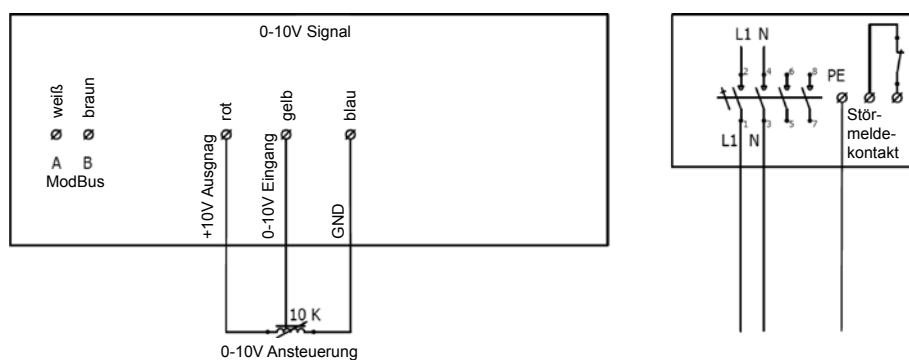 0-10V Signal
weiß
braun
rot
gelb
blau
A B
ModBus
+10V Ausgnag
0-10V Eingang
GND
10 K
0-10V Ansteuerung
L1 N
2 4 6 8
PE
1 3 5 7
L1 N
Stör-
melde-
kontakt